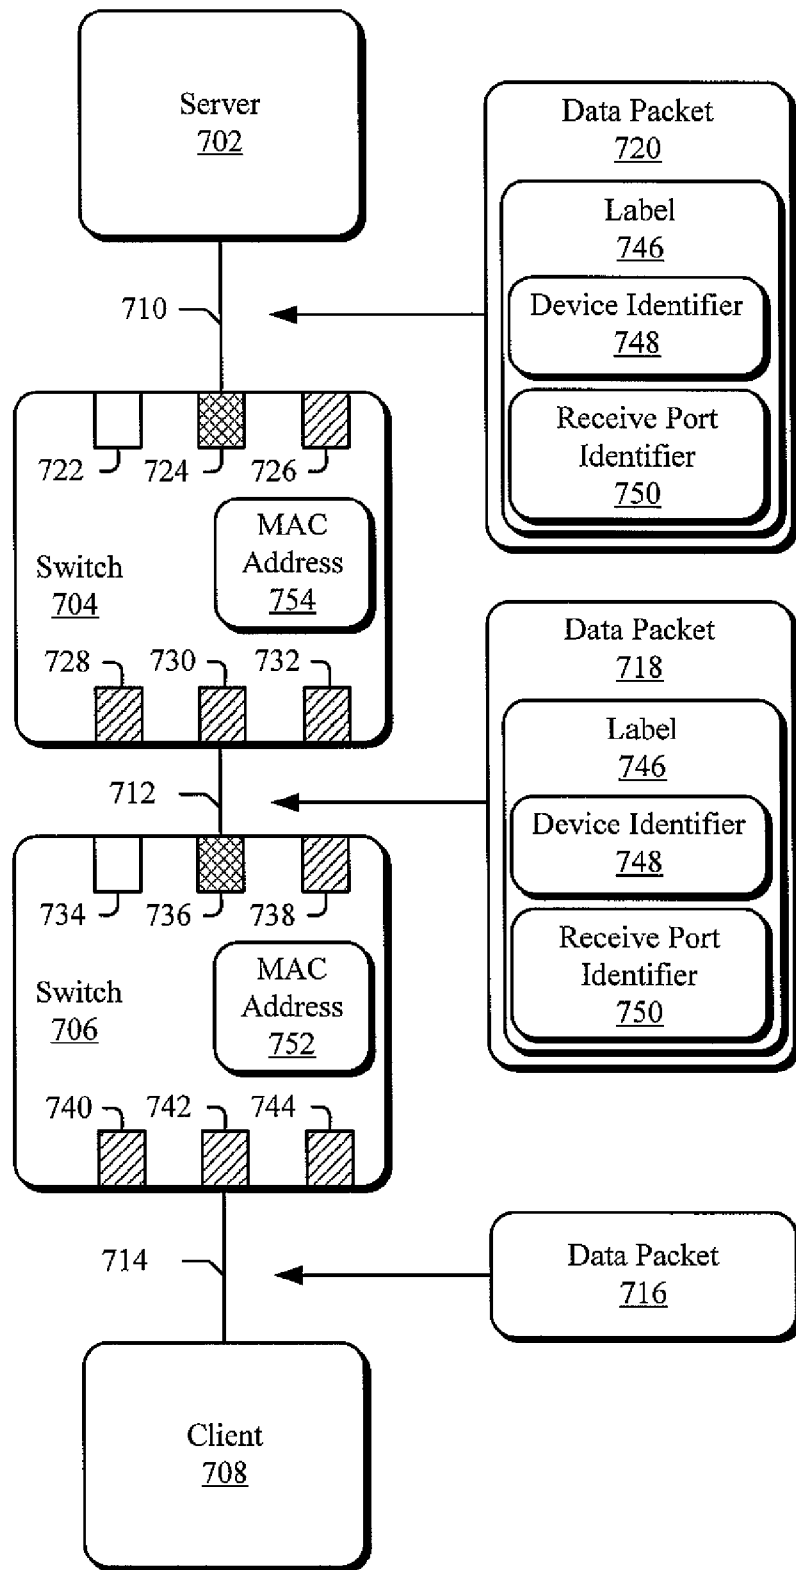 Server
702
Data Packet
720
Label
746
Device Identifier
748
Receive Port
Identifier
750
710
722
724
726
MAC
Address
754
Switch
704
728
730
732
Data Packet
718
Label
746
Device Identifier
748
Receive Port
Identifier
750
712
734
736
738
MAC
Address
752
Switch
706
740
742
744
714
Data Packet
716
Client
708